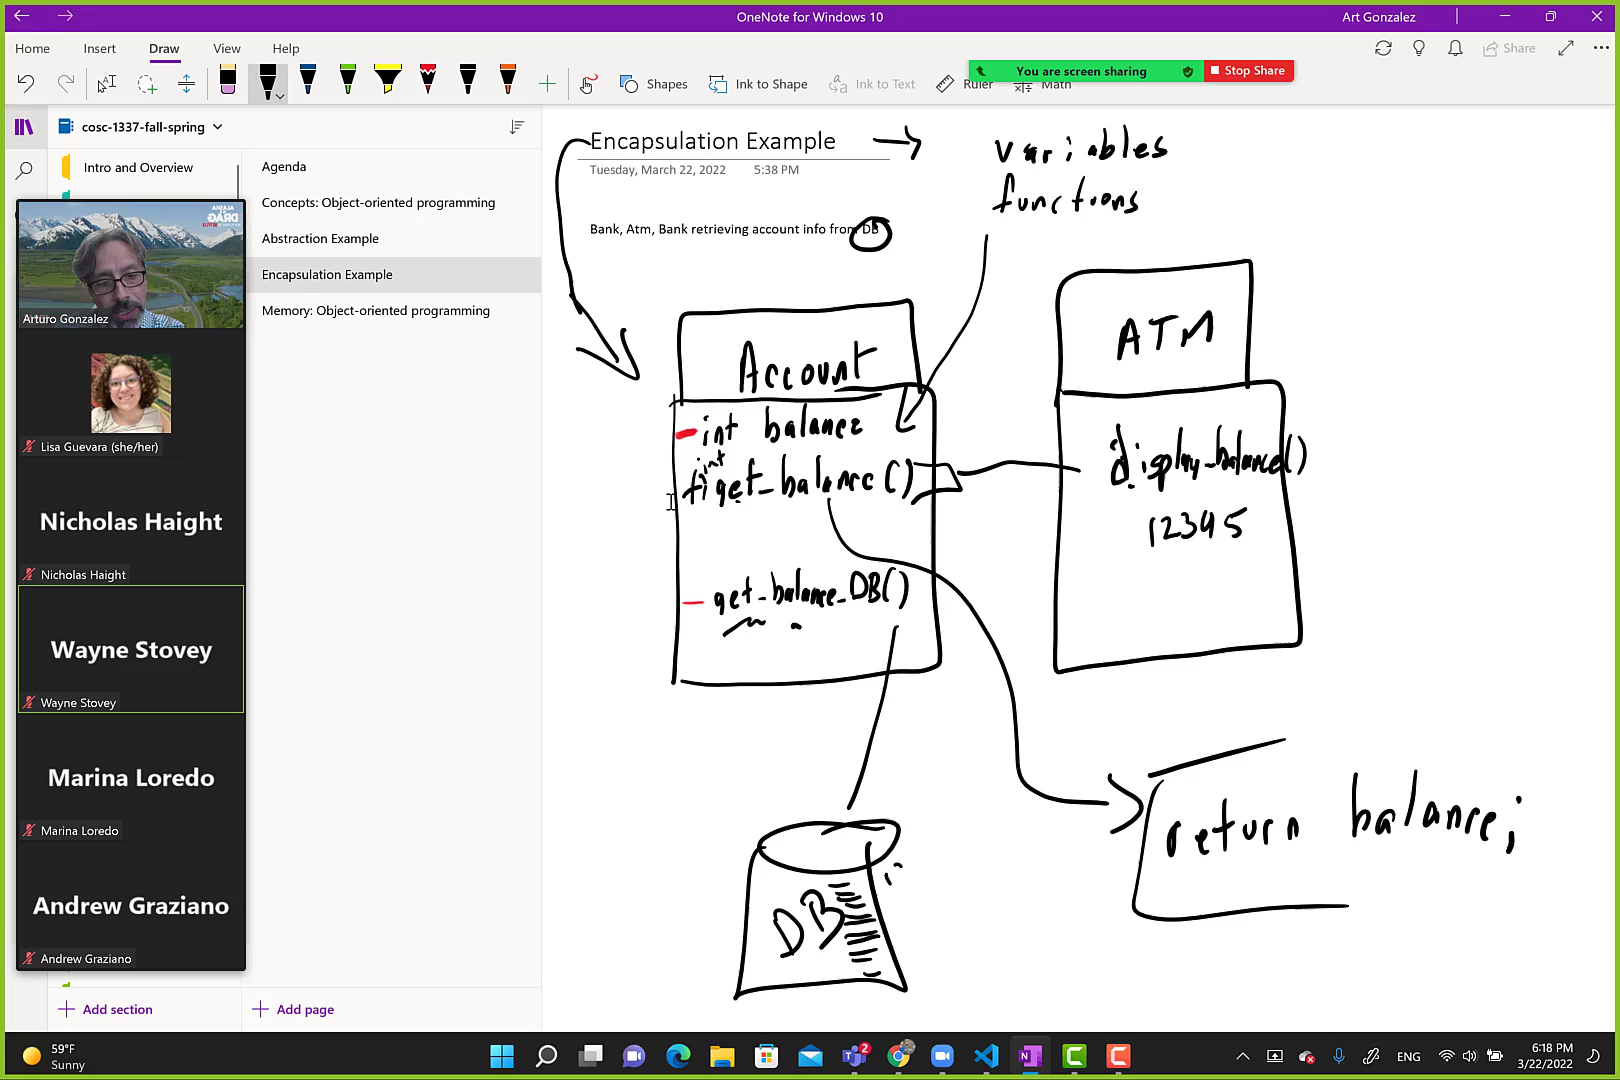 OneNote for Windows 10
Art Gonzalez
Home Insert Draw View Help
Share
You are screen sharing
Stop Share
Shapes
Ink to Shape
Ink to Text
Ruler
Math
cosc-1337-fall-spring
Intro and Overview
Agenda
Concepts: Object-oriented programming
Abstraction Example
Encapsulation Example
Memory: Object-oriented programming
ALASKA
DRAG
Arturo Gonzalez
Lisa Guevara (she/her)
Nicholas Haight
Nicholas Haight
Wayne Stovey
Wayne Stovey
Marina Loredo
Marina Loredo
Andrew Graziano
Andrew Graziano
Add section
Add page
Encapsulation Example
Tuesday, March 22, 2022 5:38 PM
Bank, Atm, Bank retrieving account info from DB
variables
functions
Account
- int balance
int
get_balance()
- get_balance_DB()
ATM
display_balance()
12345
return balance;
DB
59°F
Sunny
2
ENG
6:18 PM
3/22/2022